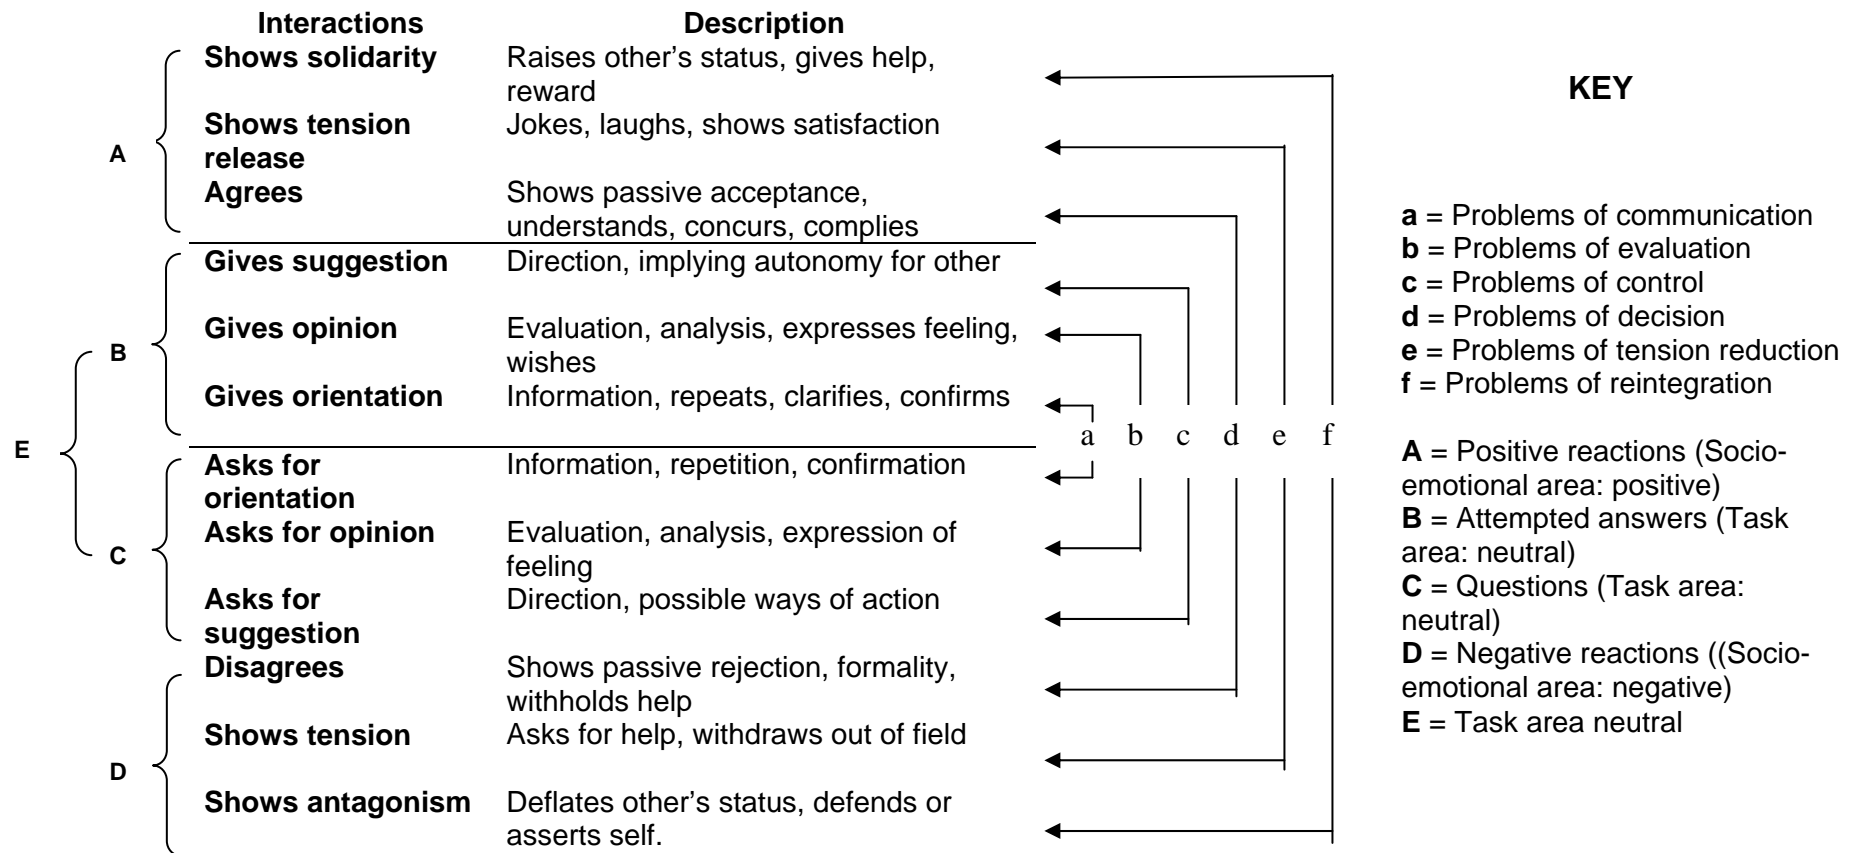 Interactions Description
Shows solidarity Raises other’s status, gives help,
reward
Shows tension Jokes, laughs, shows satisfaction
release
A
Agrees Shows passive acceptance,
understands, concurs, complies
Gives suggestion Direction, implying autonomy for other
Gives opinion Evaluation, analysis, expresses feeling,
wishes
B
Gives orientation Information, repeats, clarifies, confirms
a b c d e f
E
Asks for Information, repetition, confirmation
orientation
Asks for opinion Evaluation, analysis, expression of
feeling
C
Asks for Direction, possible ways of action
suggestion
Disagrees Shows passive rejection, formality,
withholds help
Shows tension Asks for help, withdraws out of field
D
Shows antagonism Deflates other’s status, defends or
asserts self.
KEY
a = Problems of communication
b = Problems of evaluation
c = Problems of control
d = Problems of decision
e = Problems of tension reduction
f = Problems of reintegration
A = Positive reactions (Socio-
emotional area: positive)
B = Attempted answers (Task
area: neutral)
C = Questions (Task area:
neutral)
D = Negative reactions ((Socio-
emotional area: negative)
E = Task area neutral